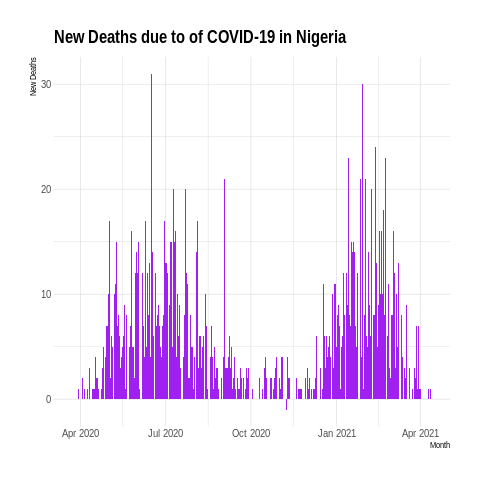 New Deaths due to of COVID-19 in Nigeria
New Deaths
30
20
10
0
Apr 2020 Jul 2020 Oct 2020 Jan 2021 Apr 2021
Month